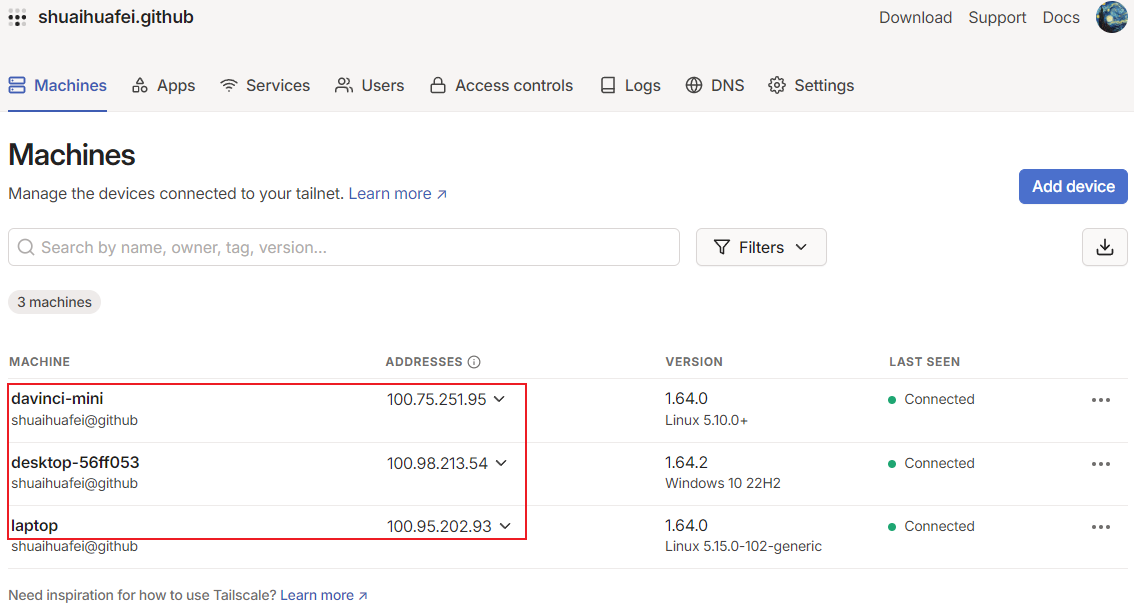 shuaihuafei.github Download Support Docs
Machines Apps Services Users Access controls Logs DNS Settings
Machines
Manage the devices connected to your tailnet. Learn more ↗
Add device
Search by name, owner, tag, version...
Filters
3 machines
MACHINE ADDRESSES VERSION LAST SEEN
davinci-mini 100.75.251.95 1.64.0 Connected
shuaihuafei@github Linux 5.10.0+
desktop-56ff053 100.98.213.54 1.64.2 Connected
shuaihuafei@github Windows 10 22H2
laptop 100.95.202.93 1.64.0 Connected
shuaihuafei@github Linux 5.15.0-102-generic
Need inspiration for how to use Tailscale? Learn more ↗